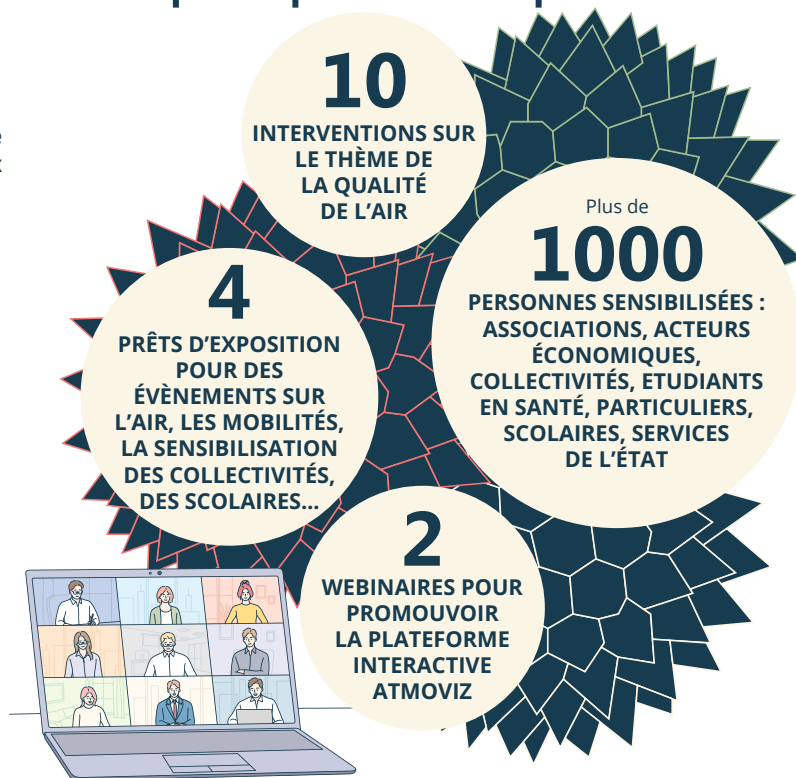 10
INTERVENTIONS SUR
LE THÈME DE
LA QUALITÉ
DE L'AIR
Plus de
1000
PERSONNES SENSIBILISÉES :
ASSOCIATIONS, ACTEURS
ÉCONOMIQUES,
COLLECTIVITÉS, ETUDIANTS
EN SANTÉ, PARTICULIERS,
SCOLAIRES, SERVICES
DE L'ÉTAT
4
PRÊTS D'EXPOSITION
POUR DES
ÉVÈNEMENTS SUR
L'AIR, LES MOBILITÉS,
LA SENSIBILISATION
DES COLLECTIVITÉS,
DES SCOLAIRES...
2
WEBINAIRES POUR
PROMOUVOIR
LA PLATEFORME
INTERACTIVE
ATMOVIZ